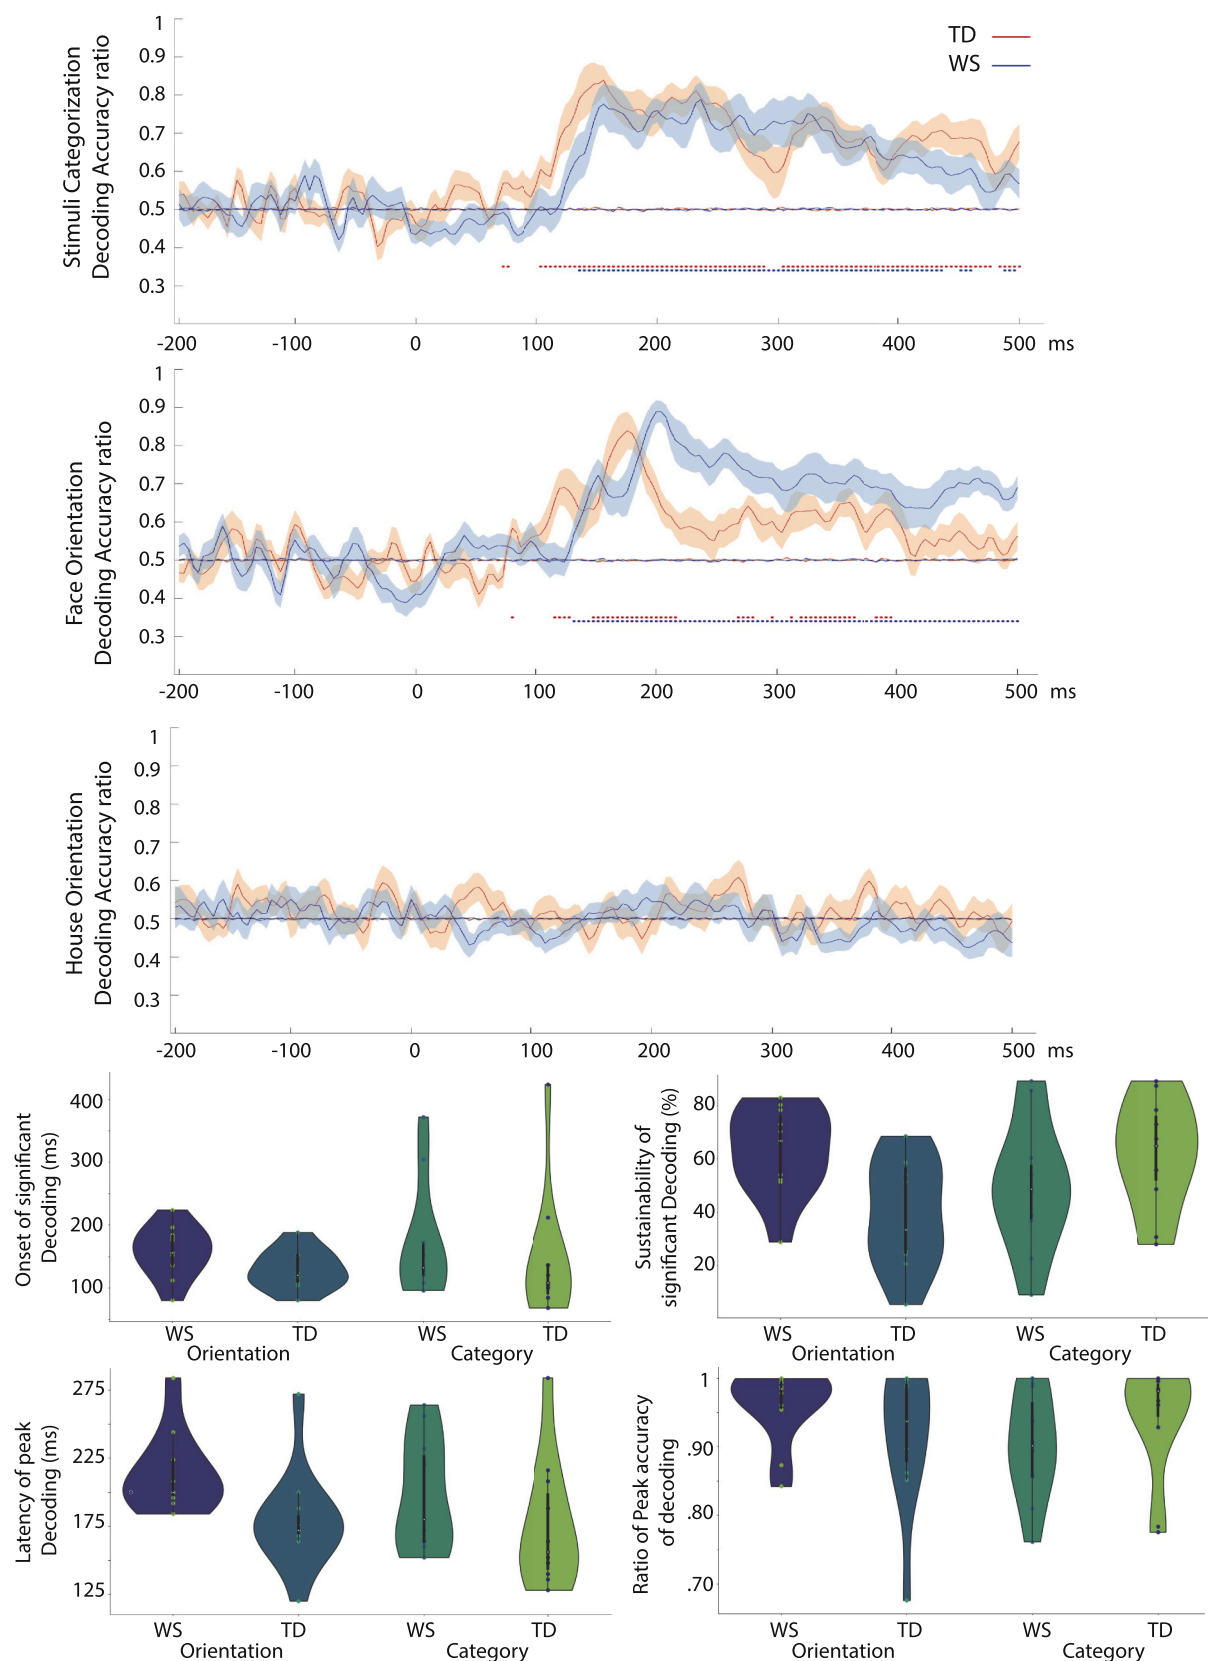 TD
WS
Stimuli Categorization
Decoding Accuracy ratio
1
0.9
0.8
0.7
0.6
0.5
0.4
0.3
-200 -100 0 100 200 300 400 500 ms
Face Orientation
Decoding Accuracy ratio
1
0.9
0.8
0.7
0.6
0.5
0.4
0.3
-200 -100 0 100 200 300 400 500 ms
House Orientation
Decoding Accuracy ratio
1
0.9
0.8
0.7
0.6
0.5
0.4
0.3
-200 -100 0 100 200 300 400 500 ms
Onset of significant
Decoding (ms)
400
300
200
100
WS TD WS TD
Orientation Category
Sustainability of
significant Decoding (%)
80
60
40
20
WS TD WS TD
Orientation Category
Latency of peak
Decoding (ms)
275
225
175
125
WS TD WS TD
Orientation Category
Ratio of Peak accuracy
of decoding
1
.90
.80
.70
WS TD WS TD
Orientation Category